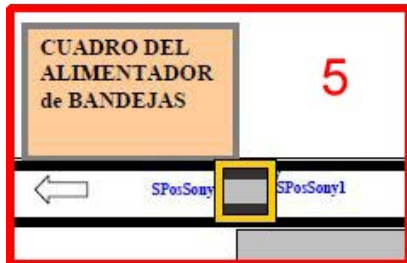 CUADRO DEL
ALIMENTADOR
de BANDEJAS
5
SPosSony
SPosSony1